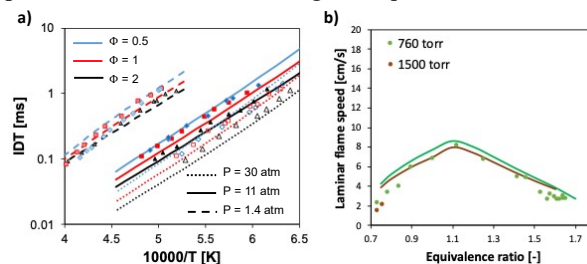 a)
10
Φ = 0.5
Φ = 1
Φ = 2
1
IDT [ms]
0.1
P = 30 atm
P = 11 atm
P = 1.4 atm
0.01
4 4.5 5 5.5 6 6.5
10000/T [K]
b)
20
18
16
14
12
10
8
6
4
2
0
Laminar flame speed [cm/s]
760 torr
1500 torr
0.7 0.9 1.1 1.3 1.5 1.7
Equivalence ratio [-]